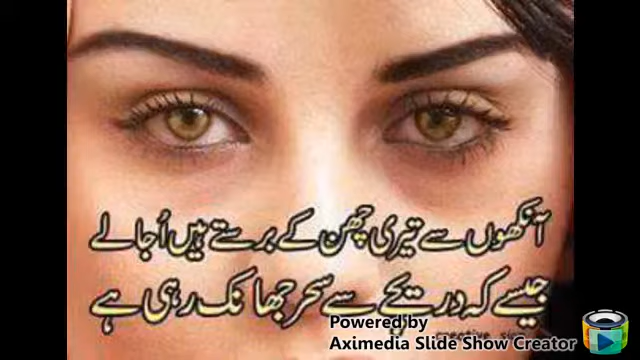 آنکھوں سے تیری چھن کے برستے ہیں اُجالے
جیسے کہ دریچے سے سحر جھانک رہی ہے
creative
Powered by
Aximedia Slide Show Creator